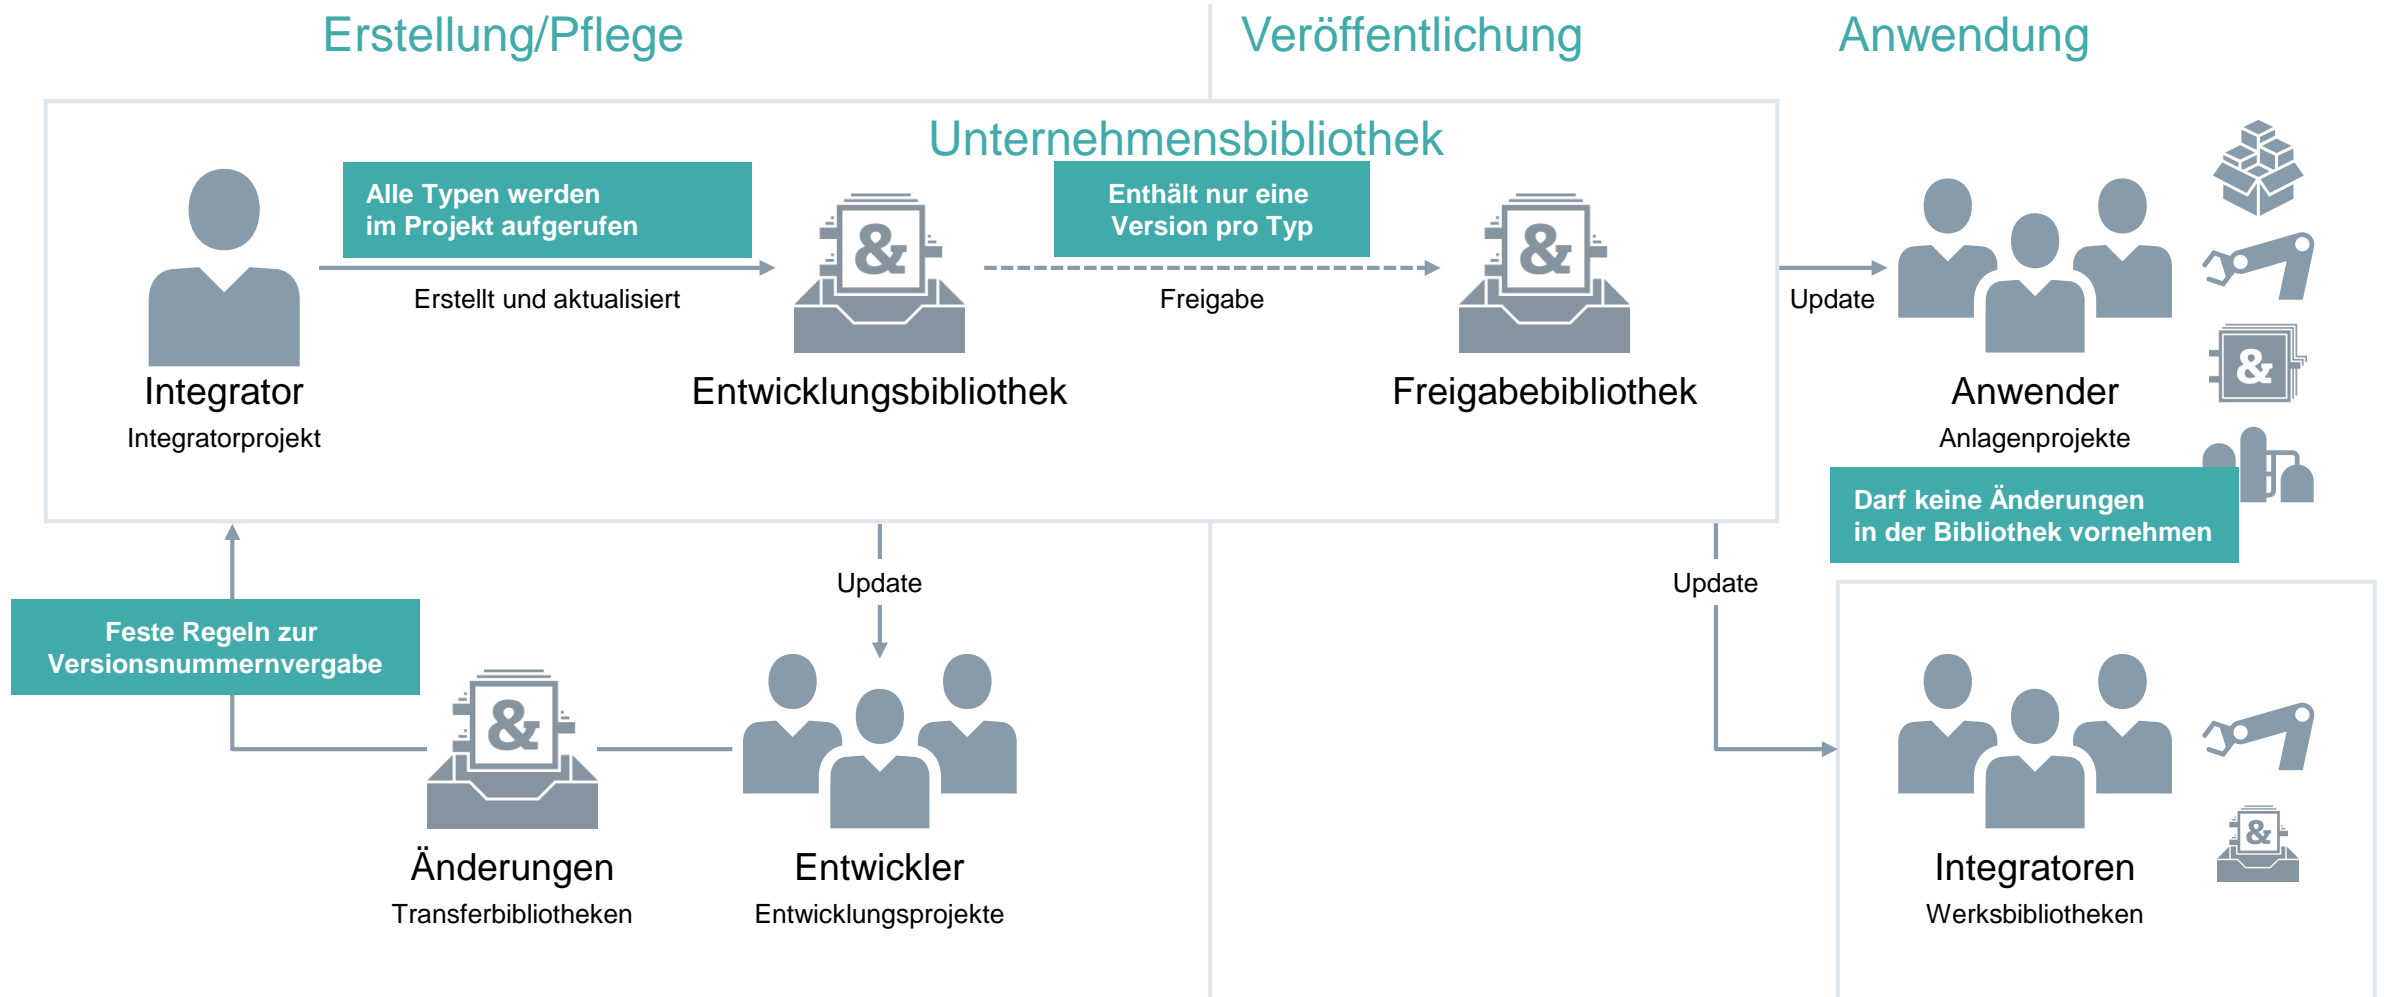 Erstellung/Pflege
Veröffentlichung
Anwendung
Unternehmensbibliothek
Alle Typen werden
im Projekt aufgerufen
Enthält nur eine
Version pro Typ
&
&
Erstellt und aktualisiert
Freigabe
Update
&
Integrator
Integratorprojekt
Entwicklungsbibliothek
Freigabebibliothek
Anwender
Anlagenprojekte
Darf keine Änderungen
in der Bibliothek vornehmen
Update
Update
Feste Regeln zur
Versionsnummernvergabe
&
&
Änderungen
Transferbibliotheken
Entwickler
Entwicklungsprojekte
Integratoren
Werksbibliotheken